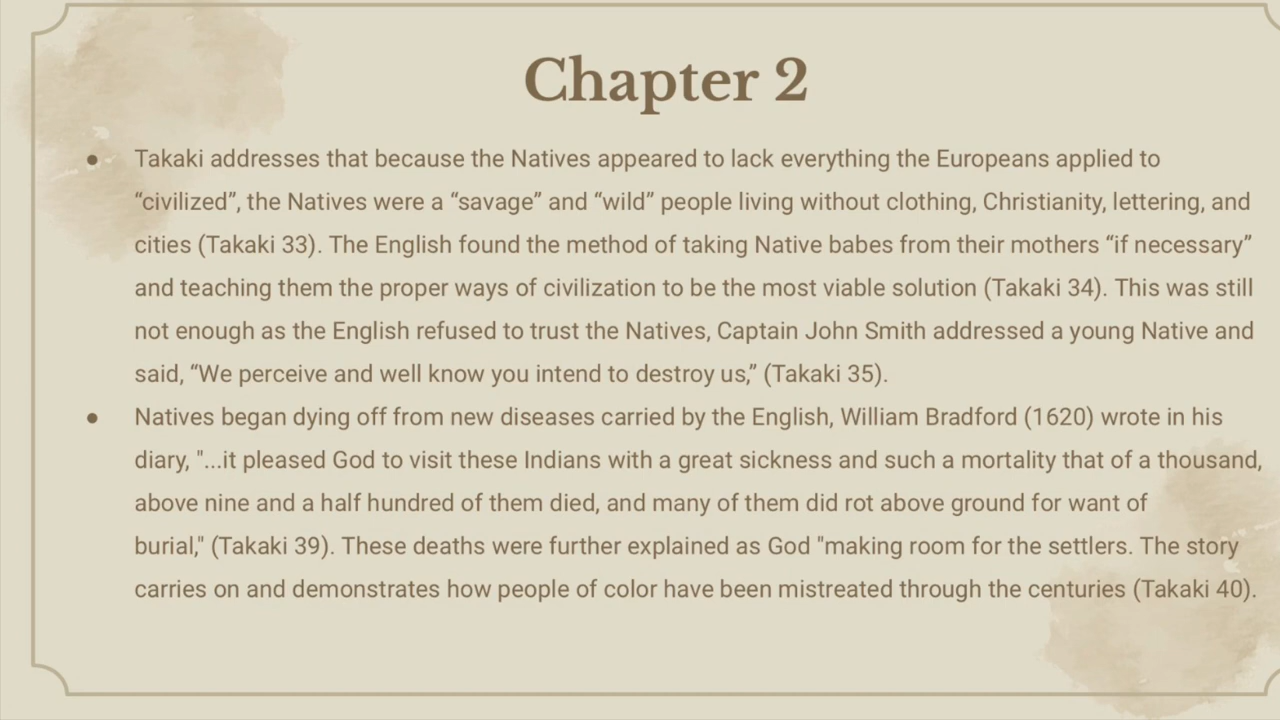 Chapter 2
● Takaki addresses that because the Natives appeared to lack everything the Europeans applied to
“civilized”, the Natives were a “savage” and “wild” people living without clothing, Christianity, lettering, and
cities (Takaki 33). The English found the method of taking Native babes from their mothers “if necessary”
and teaching them the proper ways of civilization to be the most viable solution (Takaki 34). This was still
not enough as the English refused to trust the Natives, Captain John Smith addressed a young Native and
said, “We perceive and well know you intend to destroy us,” (Takaki 35).
● Natives began dying off from new diseases carried by the English, William Bradford (1620) wrote in his
diary, "...it pleased God to visit these Indians with a great sickness and such a mortality that of a thousand,
above nine and a half hundred of them died, and many of them did rot above ground for want of
burial," (Takaki 39). These deaths were further explained as God "making room for the settlers. The story
carries on and demonstrates how people of color have been mistreated through the centuries (Takaki 40).